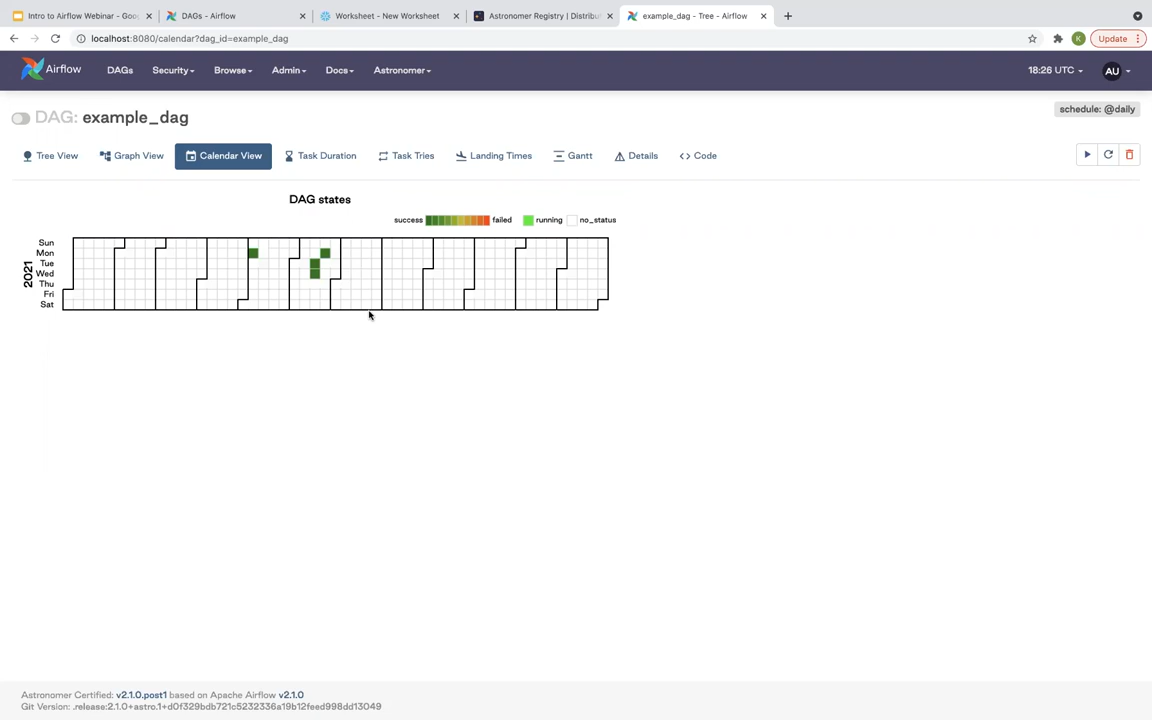 Intro to Airflow Webinar - Goo
DAGs - Airflow
Worksheet - New Worksheet
Astronomer Registry | Distribu
example_dag - Tree - Airflow
localhost:8080/calendar?dag_id=example_dag
K
Update
Airflow
DAGs
Security
Browse
Admin
Docs
Astronomer
18:26 UTC
AU
DAG: example_dag
schedule: @daily
Tree View
Graph View
Calendar View
Task Duration
Task Tries
Landing Times
Gantt
Details
<> Code
DAG states
success
failed
running
no_status
2021
Sun
Mon
Tue
Wed
Thu
Fri
Sat
Astronomer Certified: v2.1.0.post1 based on Apache Airflow v2.1.0
Git Version: .release:2.1.0+astro.1+d0f329bdb721c5232336a19b12feed998dd13049